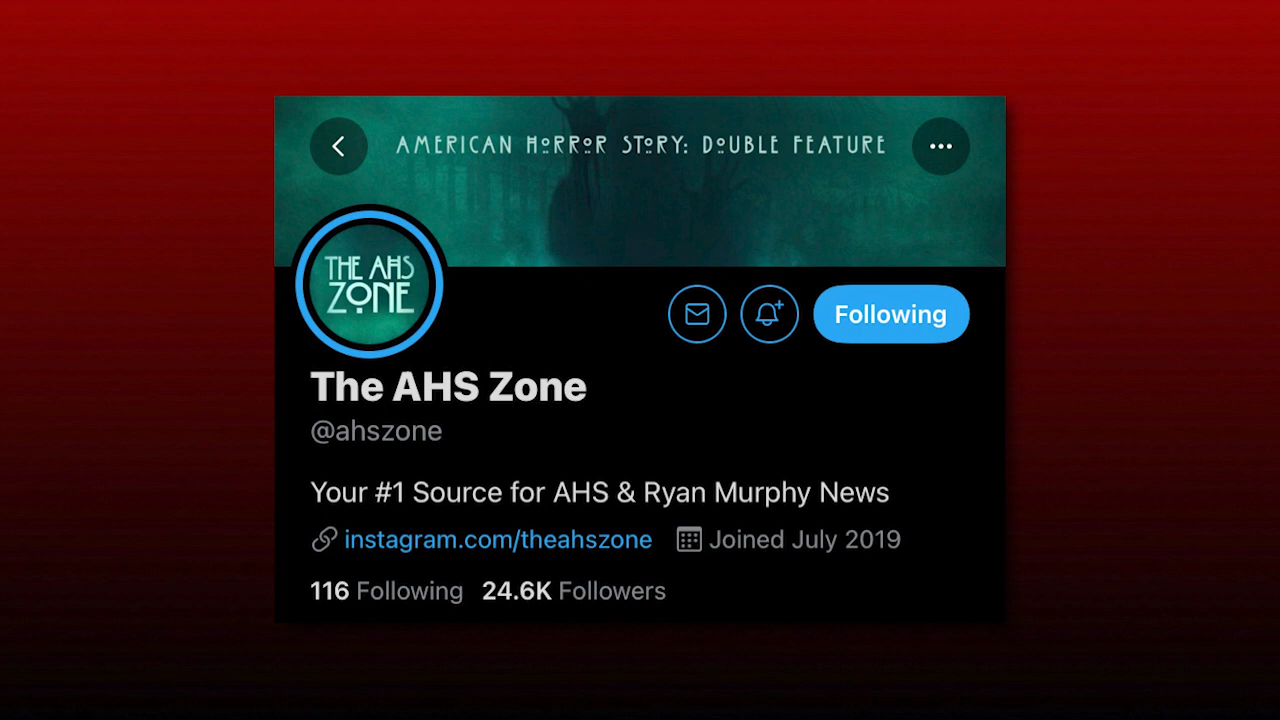 AMERICAN HORROR STORY: DOUBLE FEATURE
THE AHS
ZONE
Following
The AHS Zone
@ahszone
Your #1 Source for AHS & Ryan Murphy News
instagram.com/theahszone Joined July 2019
116 Following 24.6K Followers